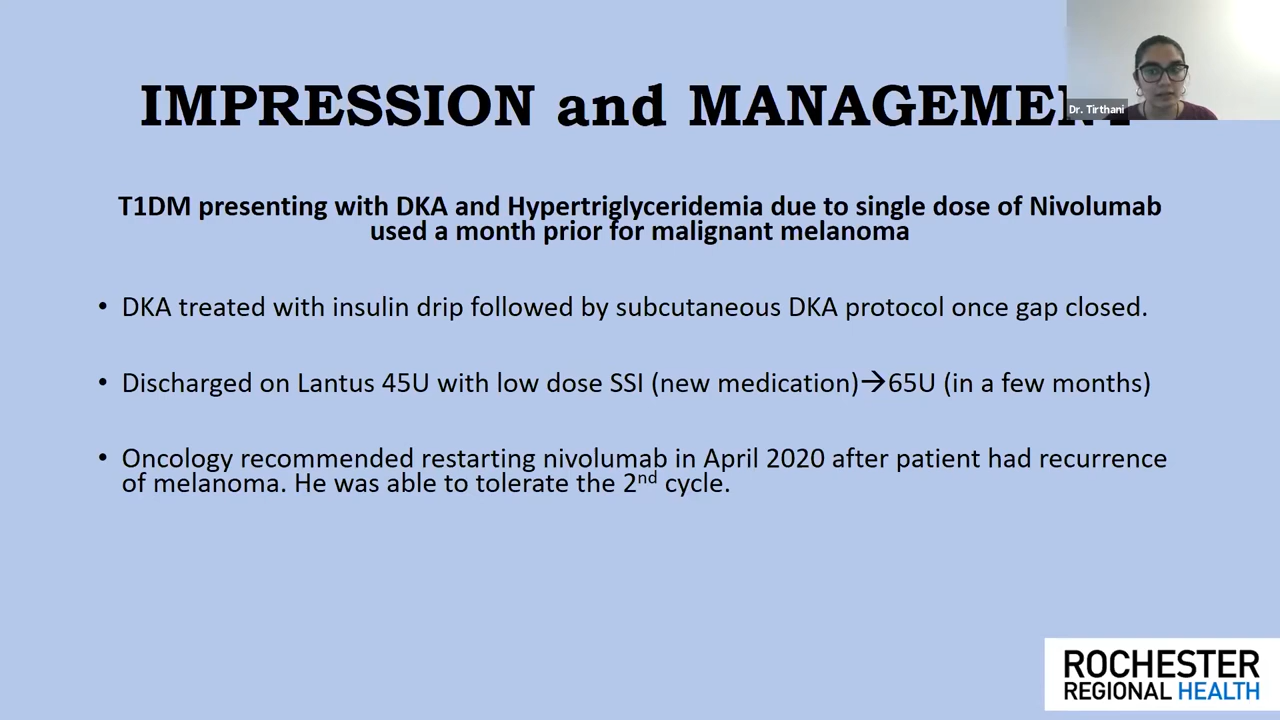 IMPRESSION and MANAGEMENT
Dr. Tirthani
T1DM presenting with DKA and Hypertriglyceridemia due to single dose of Nivolumab
used a month prior for malignant melanoma
• DKA treated with insulin drip followed by subcutaneous DKA protocol once gap closed.
• Discharged on Lantus 45U with low dose SSI (new medication)→65U (in a few months)
• Oncology recommended restarting nivolumab in April 2020 after patient had recurrence
of melanoma. He was able to tolerate the 2nd cycle.
ROCHESTER
REGIONAL HEALTH